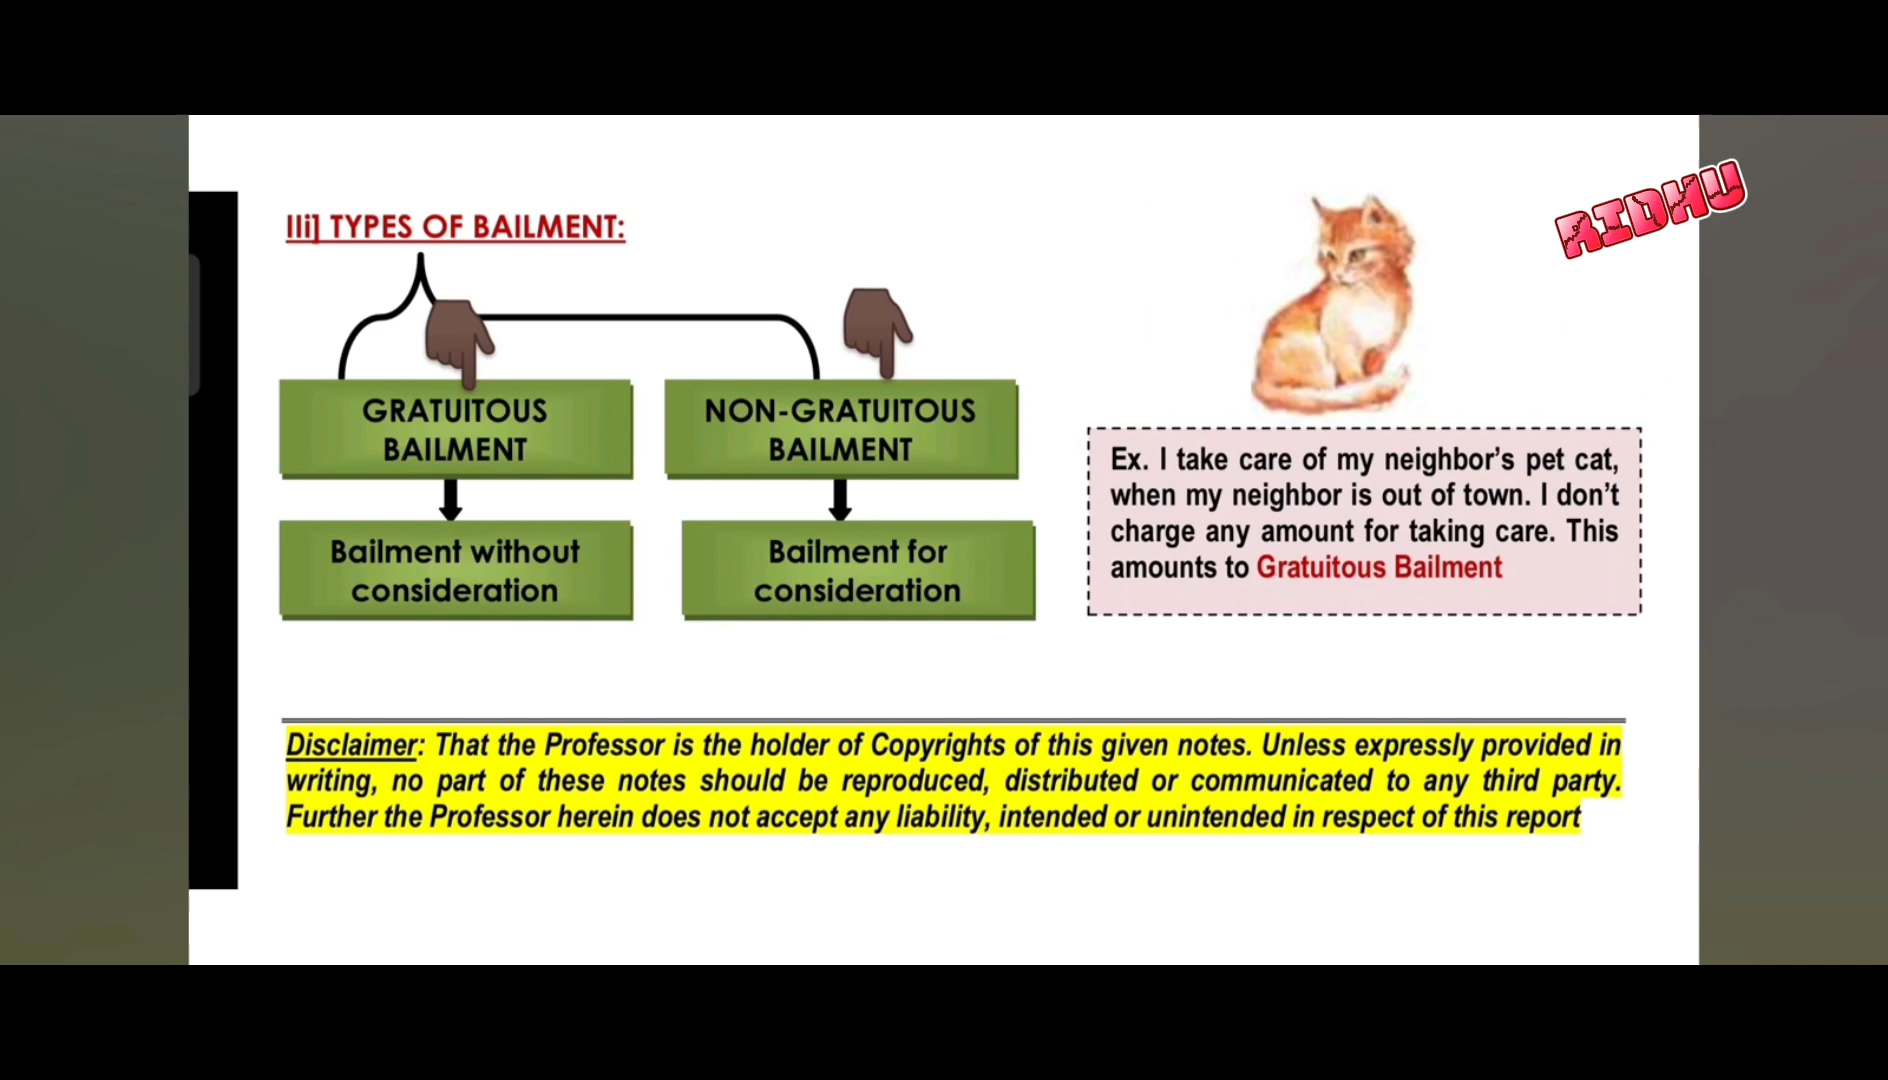 IIi] TYPES OF BAILMENT:
RIDHU
GRATUITOUS
BAILMENT
NON-GRATUITOUS
BAILMENT
Bailment without
consideration
Bailment for
consideration
Ex. I take care of my neighbor’s pet cat,
when my neighbor is out of town. I don’t
charge any amount for taking care. This
amounts to Gratuitous Bailment
Disclaimer: That the Professor is the holder of Copyrights of this given notes. Unless expressly provided in
writing, no part of these notes should be reproduced, distributed or communicated to any third party.
Further the Professor herein does not accept any liability, intended or unintended in respect of this report